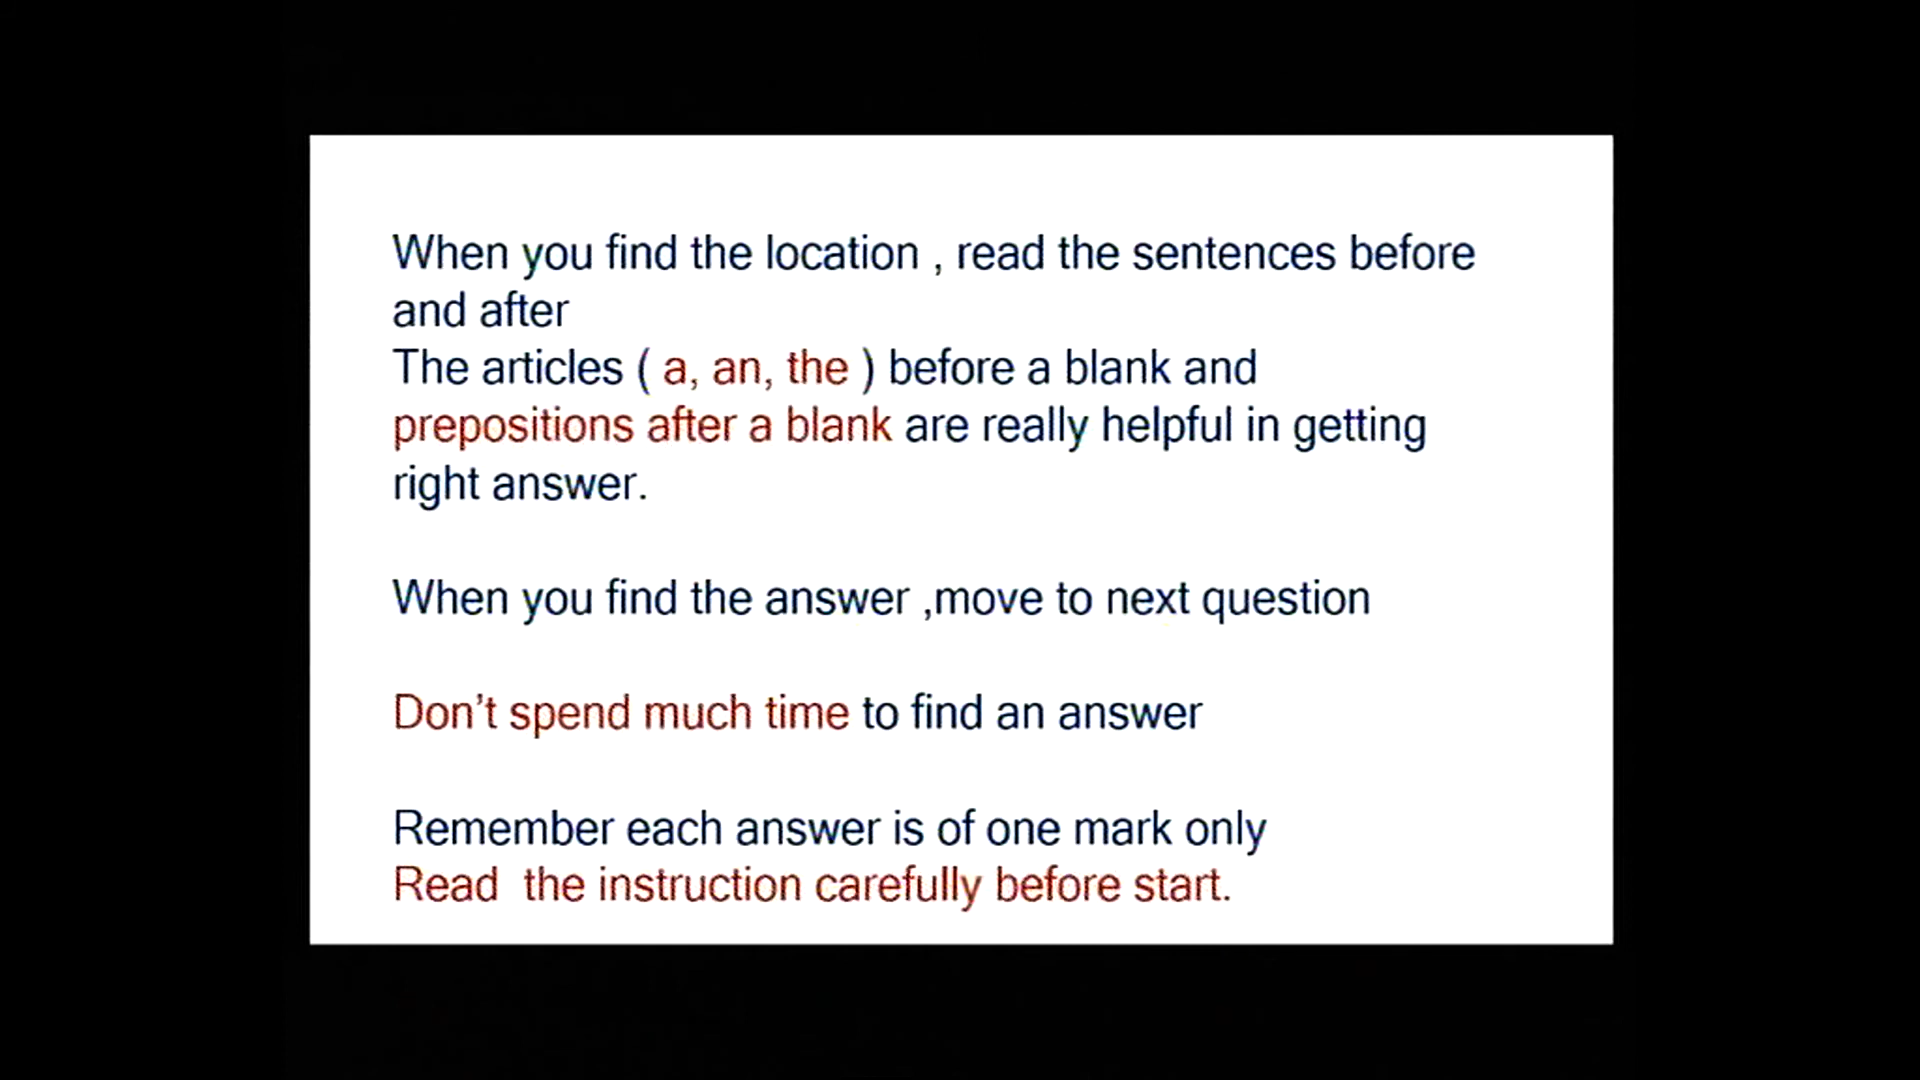 When you find the location , read the sentences before
and after
The articles ( a, an, the ) before a blank and
prepositions after a blank are really helpful in getting
right answer.
When you find the answer ,move to next question
Don’t spend much time to find an answer
Remember each answer is of one mark only
Read  the instruction carefully before start.